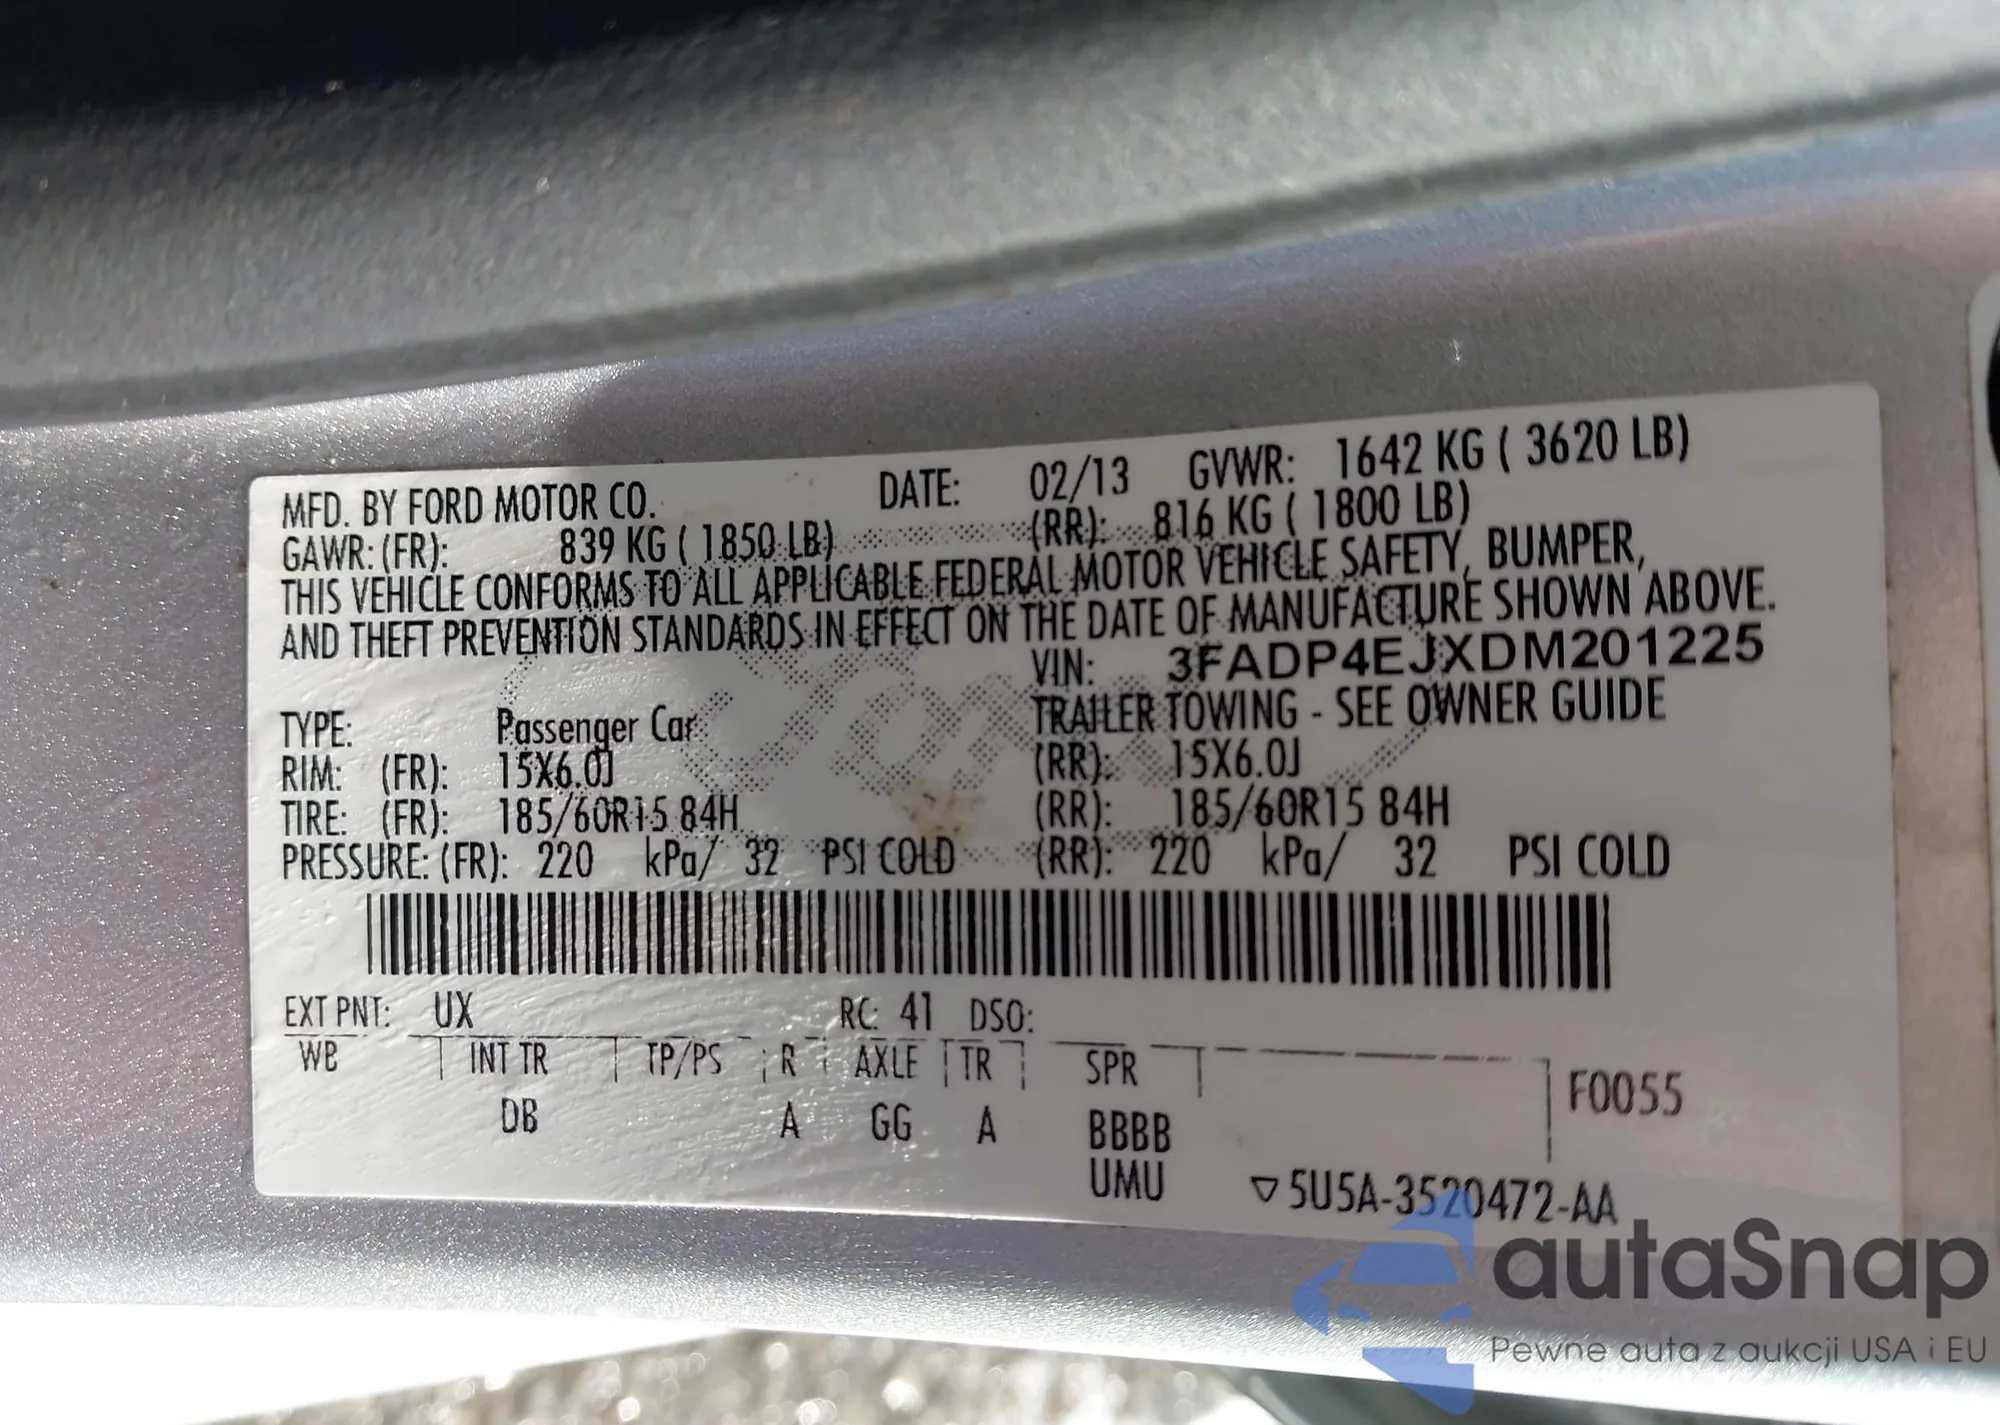 MFD. BY FORD MOTOR CO. DATE: 02/13 GVWR: 1642 KG ( 3620 LB)
GAWR: (FR): 839 KG ( 1850 LB) (RR): 816 KG ( 1800 LB)
THIS VEHICLE CONFORMS TO ALL APPLICABLE FEDERAL MOTOR VEHICLE SAFETY, BUMPER,
AND THEFT PREVENTION STANDARDS IN EFFECT ON THE DATE OF MANUFACTURE SHOWN ABOVE.
VIN: 3FADP4EJXDM201225
TRAILER TOWING - SEE OWNER GUIDE
TYPE: Passenger Car
RIM: (FR): 15X6.0J (RR): 15X6.0J
TIRE: (FR): 185/60R15 84H (RR): 185/60R15 84H
PRESSURE: (FR): 220 kPa/ 32 PSI COLD (RR): 220 kPa/ 32 PSI COLD
EXT PNT: UX RC: 41 DSO:
WB INT TR TP/PS R AXLE TR SPR F0055
DB A GG A BBBB
UMU
▽5U5A-3520472-AA
autaSnap
Pewne auta z aukcji USA i EU